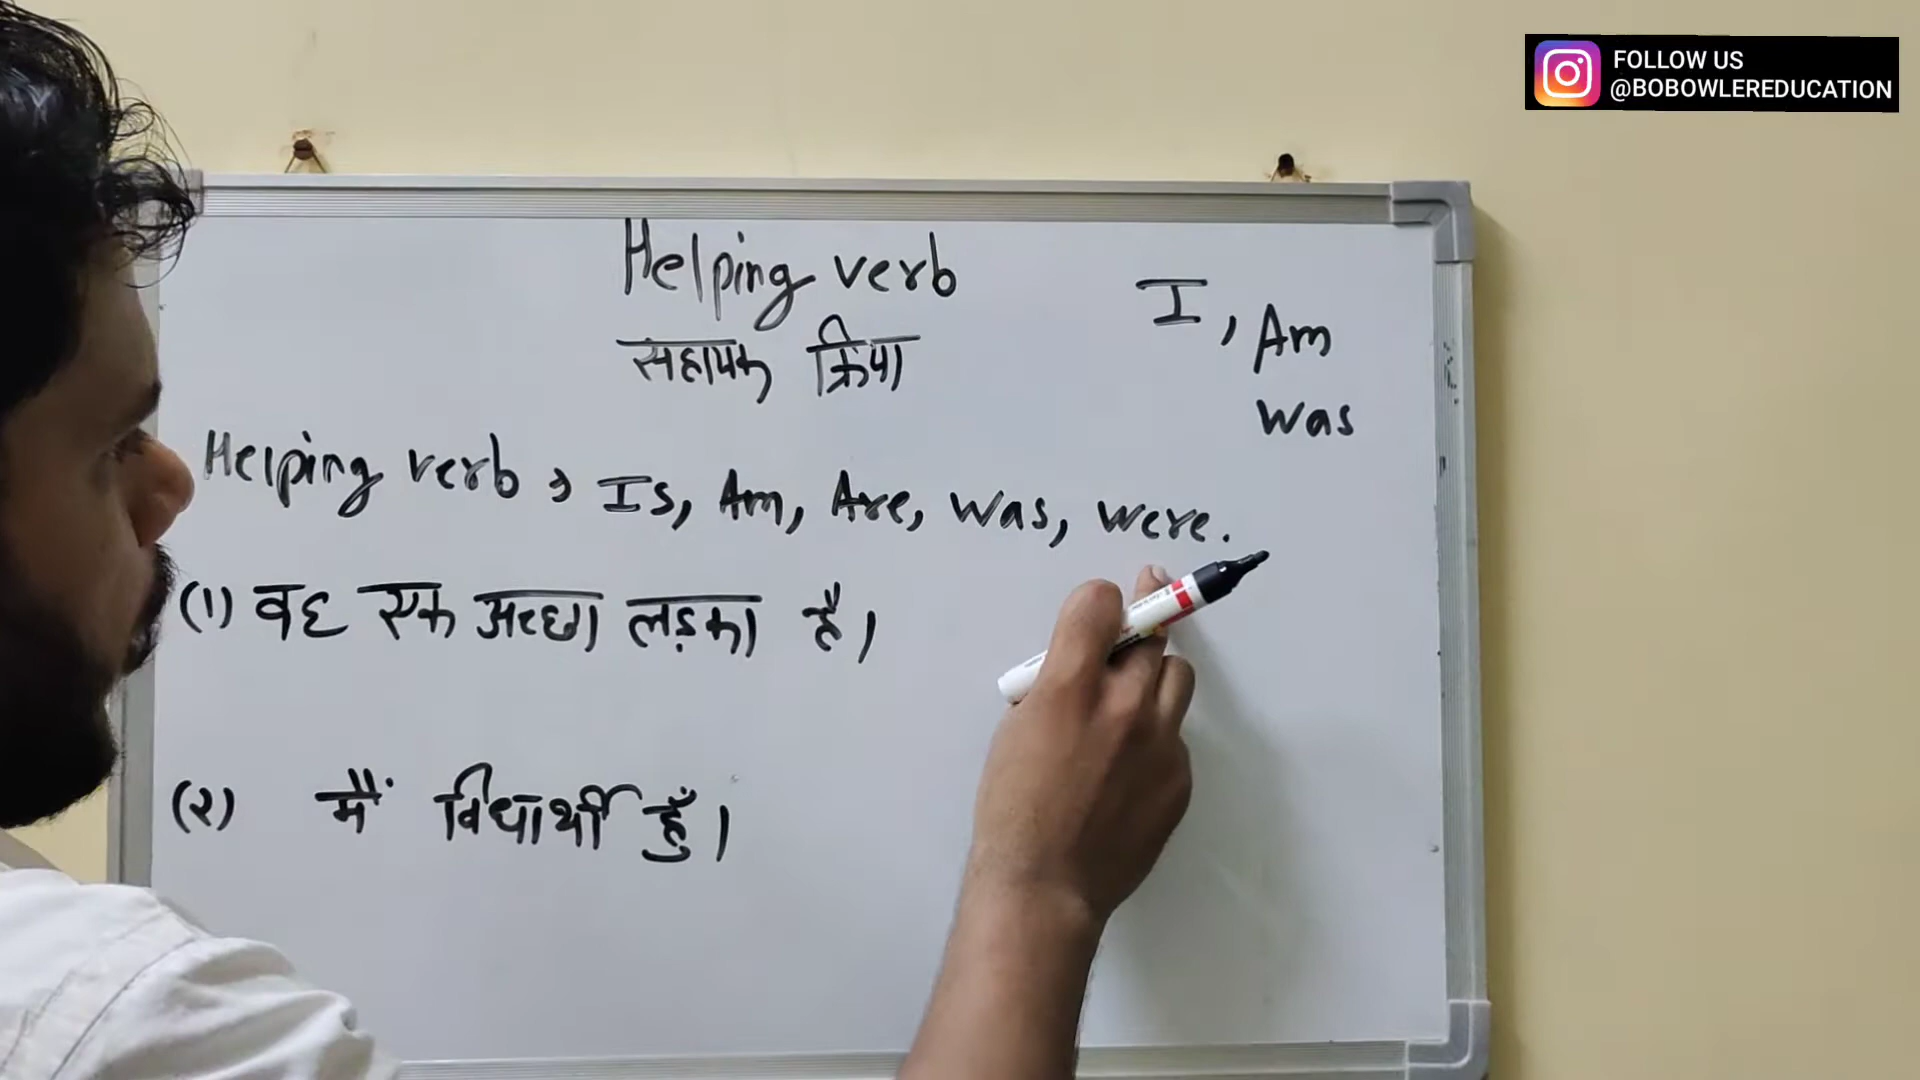 FOLLOW US
@BOBOWLEREDUCATION
Helping verb
सहायक क्रिया
I, Am
Was
Helping verb → Is, Am, Are, Was, Were.
(१) वह एक अच्छा लड़का है।
(२) मैं विद्यार्थी हूँ।